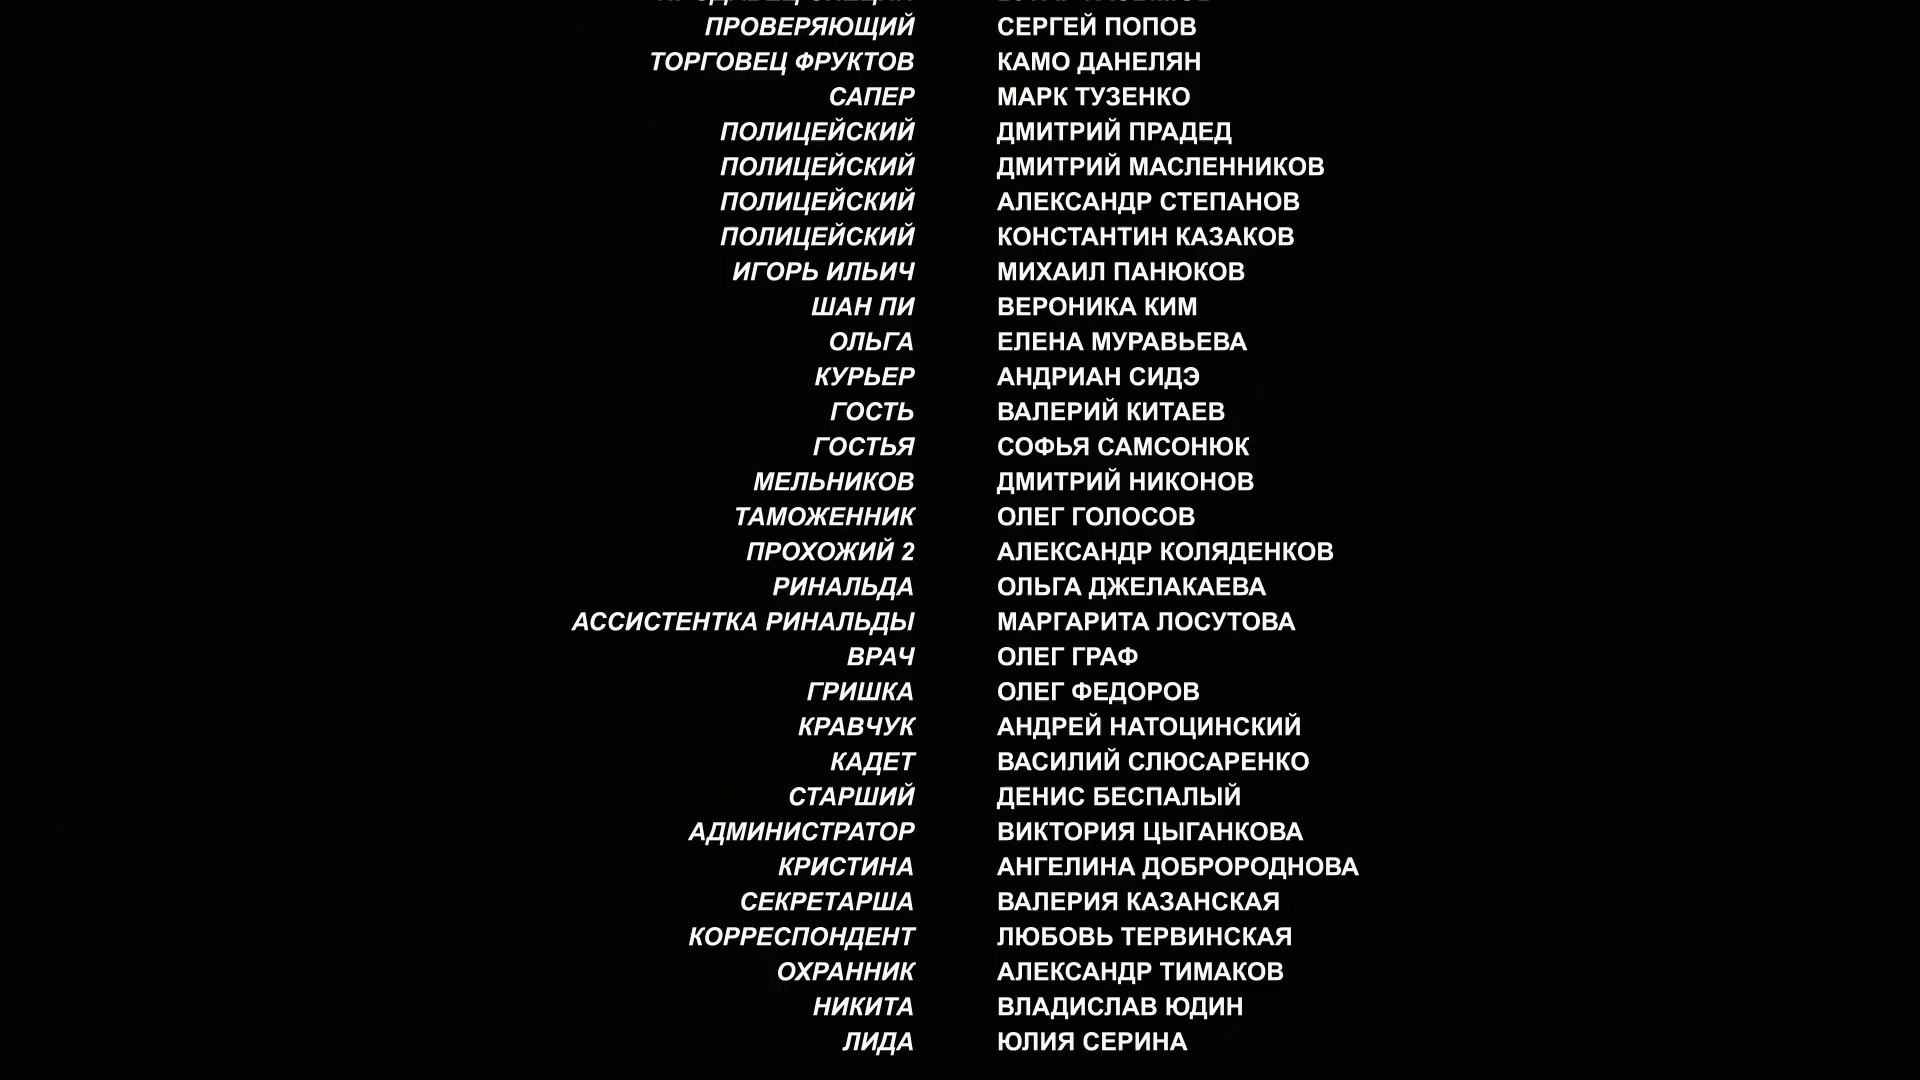 ПРОВЕРЯЮЩИЙ СЕРГЕЙ ПОПОВ
ТОРГОВЕЦ ФРУКТОВ КАМО ДАНЕЛЯН
САПЕР МАРК ТУЗЕНКО
ПОЛИЦЕЙСКИЙ ДМИТРИЙ ПРАДЕД
ПОЛИЦЕЙСКИЙ ДМИТРИЙ МАСЛЕННИКОВ
ПОЛИЦЕЙСКИЙ АЛЕКСАНДР СТЕПАНОВ
ПОЛИЦЕЙСКИЙ КОНСТАНТИН КАЗАКОВ
ИГОРЬ ИЛЬИЧ МИХАИЛ ПАНЮКОВ
ШАН ПИ ВЕРОНИКА КИМ
ОЛЬГА ЕЛЕНА МУРАВЬЕВА
КУРЬЕР АНДРИАН СИДЭ
ГОСТЬ ВАЛЕРИЙ КИТАЕВ
ГОСТЬЯ СОФЬЯ САМСОНЮК
МЕЛЬНИКОВ ДМИТРИЙ НИКОНОВ
ТАМОЖЕННИК ОЛЕГ ГОЛОСОВ
ПРОХОЖИЙ 2 АЛЕКСАНДР КОЛЯДЕНКОВ
РИНАЛЬДА ОЛЬГА ДЖЕЛАКАЕВА
АССИСТЕНТКА РИНАЛЬДЫ МАРГАРИТА ЛОСУТОВА
ВРАЧ ОЛЕГ ГРАФ
ГРИШКА ОЛЕГ ФЕДОРОВ
КРАВЧУК АНДРЕЙ НАТОЦИНСКИЙ
КАДЕТ ВАСИЛИЙ СЛЮСАРЕНКО
СТАРШИЙ ДЕНИС БЕСПАЛЫЙ
АДМИНИСТРАТОР ВИКТОРИЯ ЦЫГАНКОВА
КРИСТИНА АНГЕЛИНА ДОБРОРОДНОВА
СЕКРЕТАРША ВАЛЕРИЯ КАЗАНСКАЯ
КОРРЕСПОНДЕНТ ЛЮБОВЬ ТЕРВИНСКАЯ
ОХРАННИК АЛЕКСАНДР ТИМАКОВ
НИКИТА ВЛАДИСЛАВ ЮДИН
ЛИДА ЮЛИЯ СЕРИНА